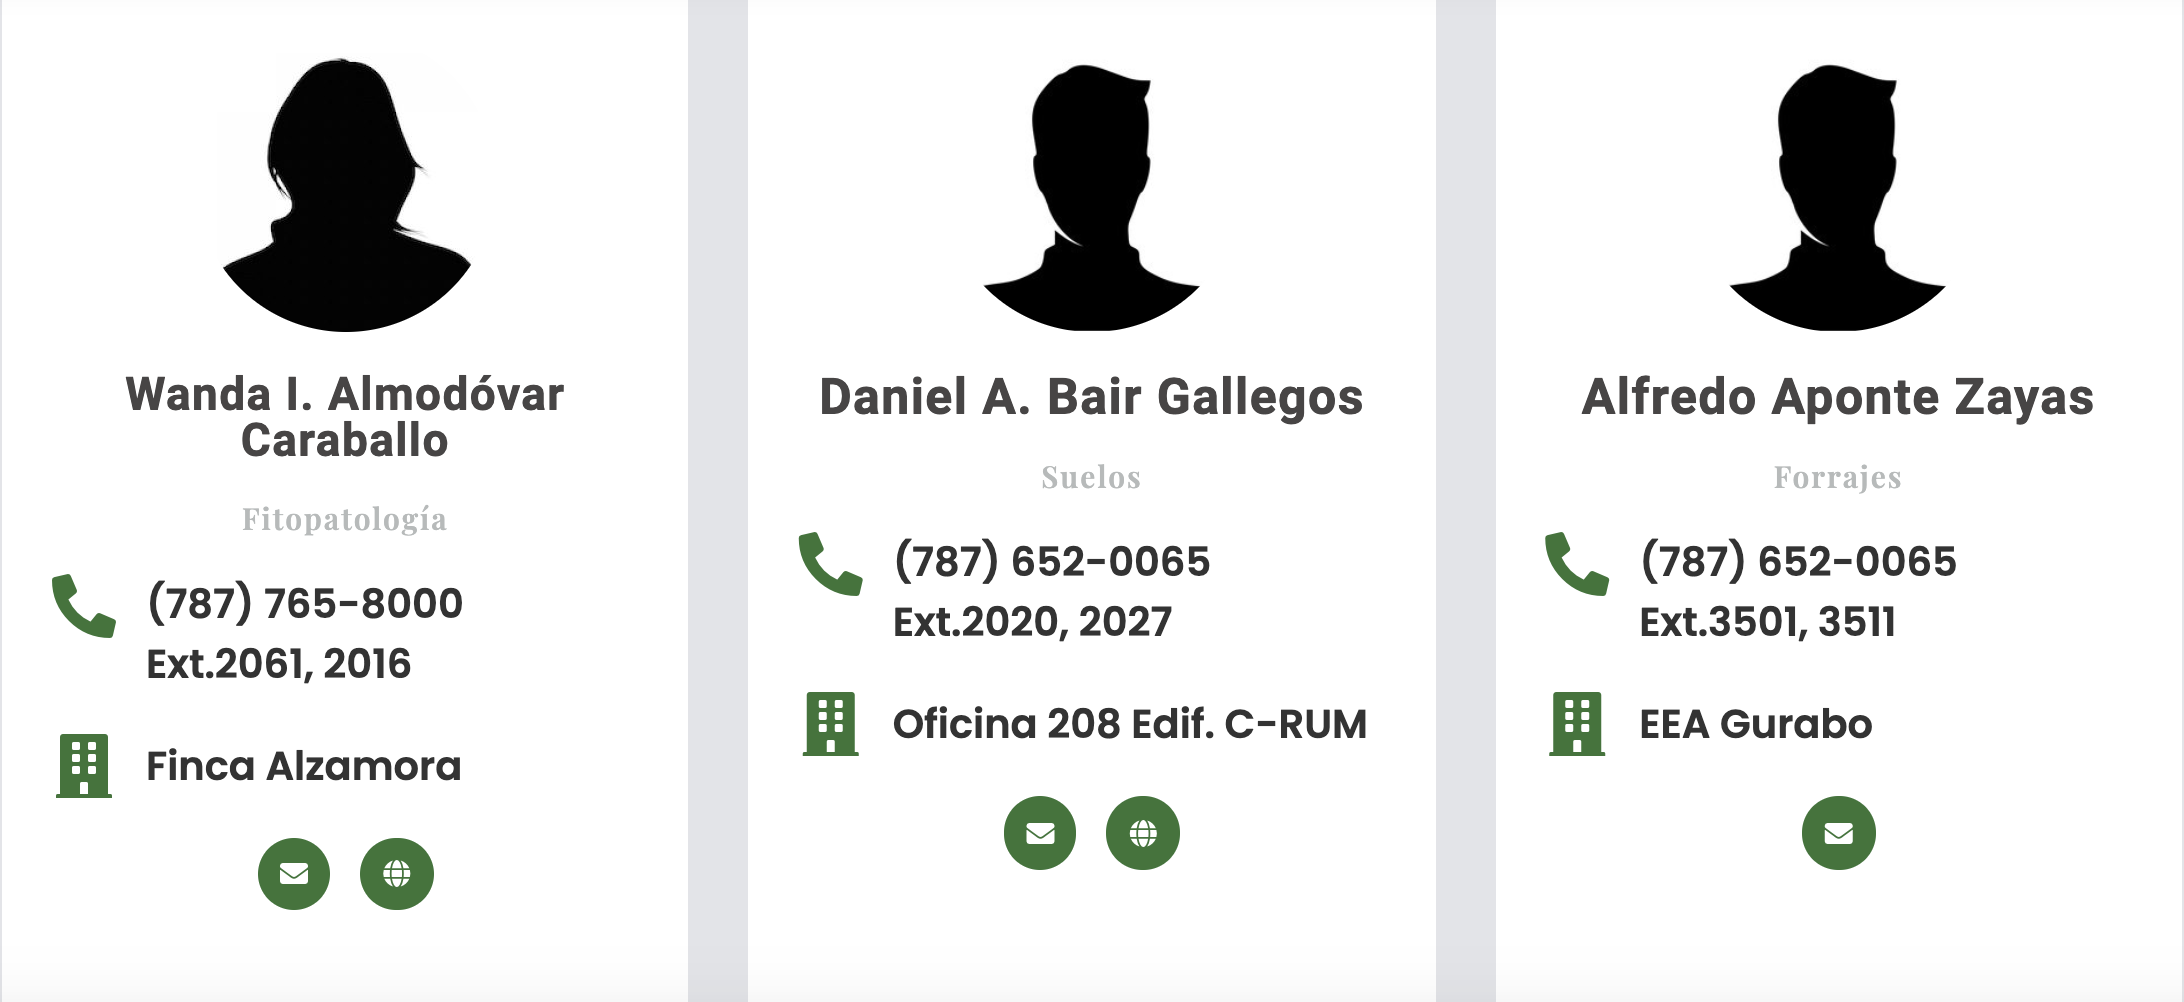 Wanda I. Almodóvar
Caraballo
Fitopatología
(787) 765-8000
Ext.2061, 2016
Finca Alzamora
Daniel A. Bair Gallegos
Suelos
(787) 652-0065
Ext.2020, 2027
Oficina 208 Edif. C-RUM
Alfredo Aponte Zayas
Forrajes
(787) 652-0065
Ext.3501, 3511
EEA Gurabo